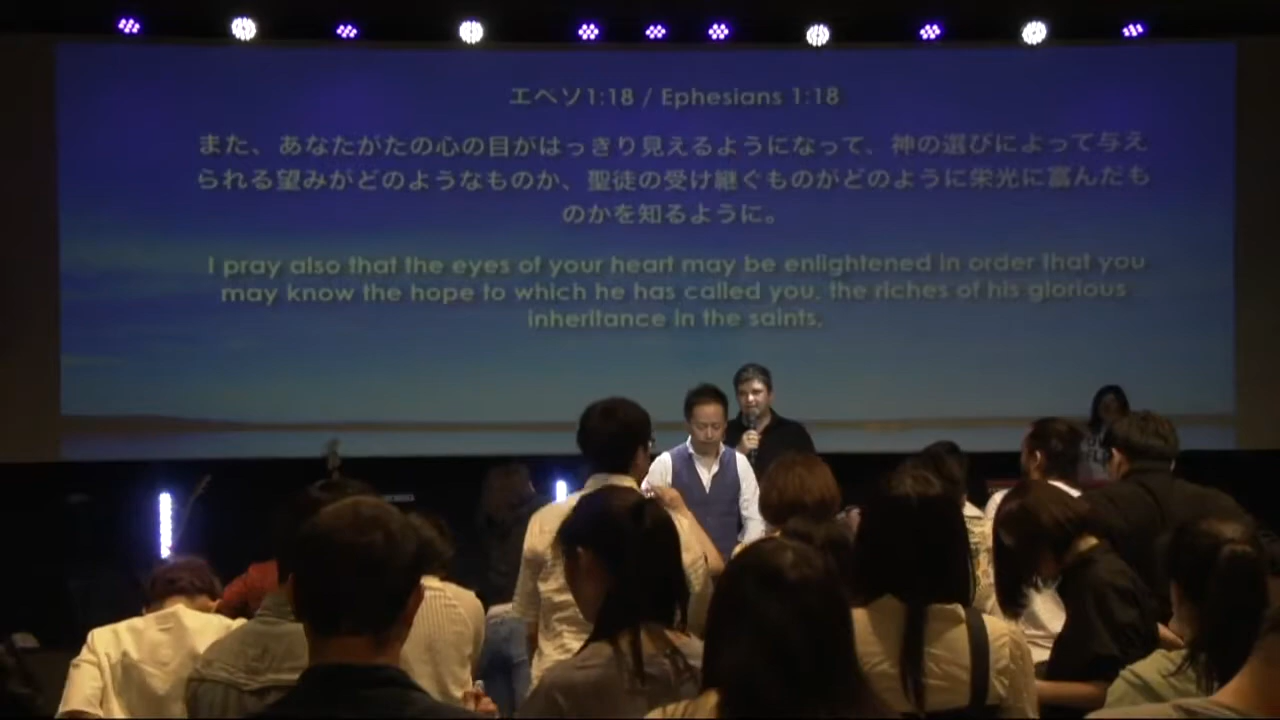 エペソ1:18 / Ephesians 1:18
また、あなたがたの心の目がはっきり見えるようになって、神の選びによって与え
られる望みがどのようなものか、聖徒の受け継ぐものがどのように栄光に富んだも
のかを知るように。
I pray also that the eyes of your heart may be enlightened in order that you
may know the hope to which he has called you, the riches of his glorious
inheritance in the saints,